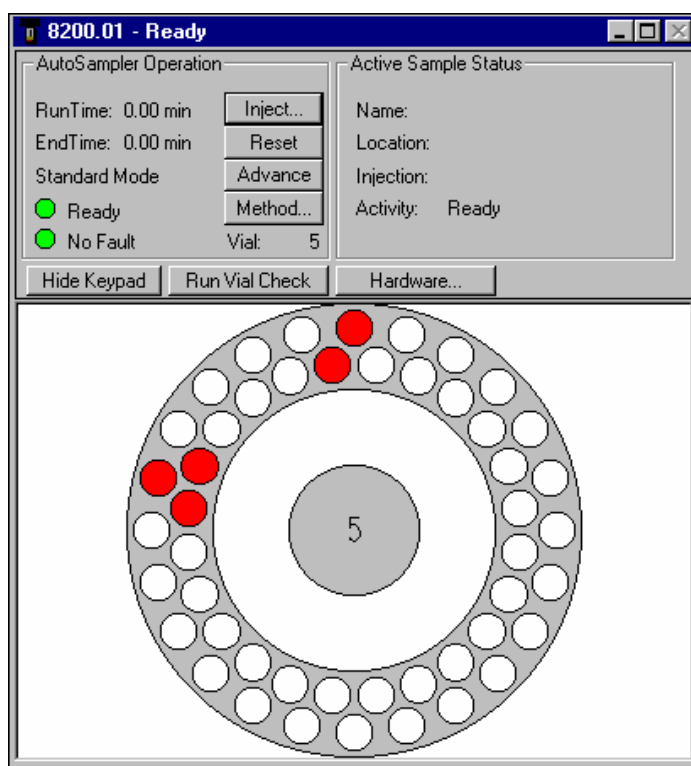 8200.01 - Ready
AutoSampler Operation
RunTime: 0.00 min
Inject...
EndTime: 0.00 min
Reset
Standard Mode
Advance
Ready
Method...
No Fault
Vial: 5
Active Sample Status
Name:
Location:
Injection:
Activity: Ready
Hide Keypad
Run Vial Check
Hardware...
5